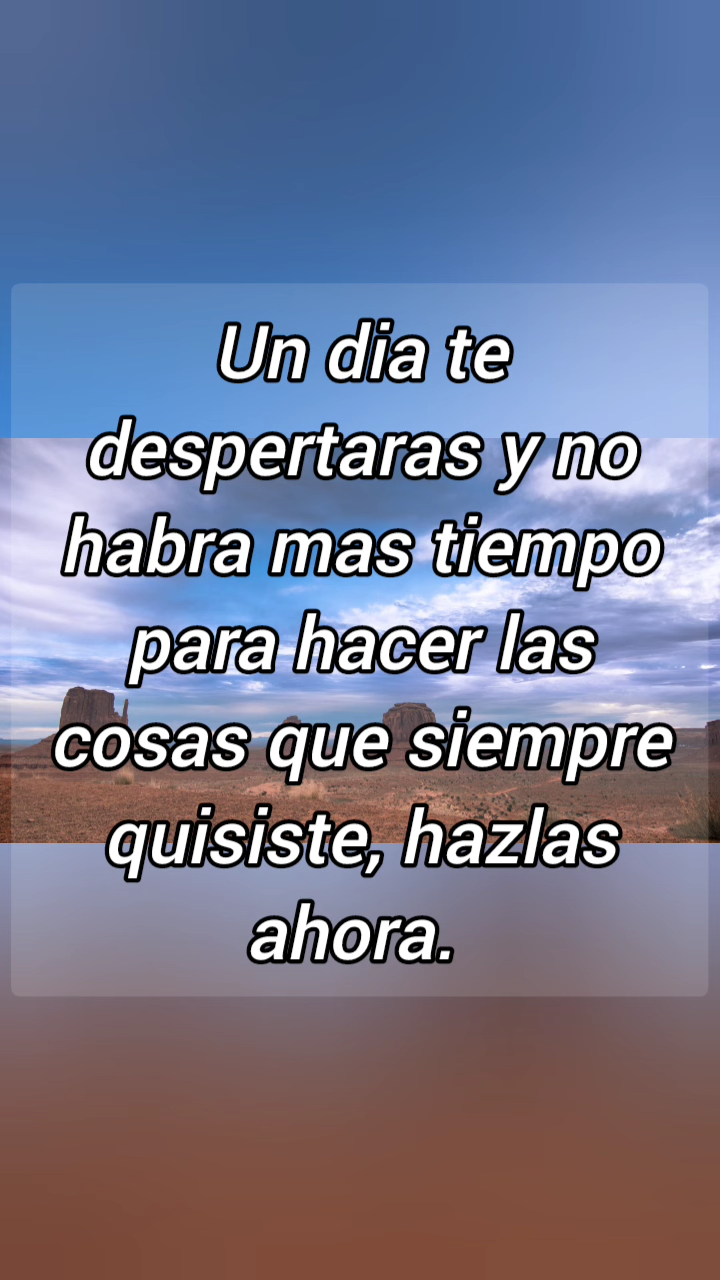 Un dia te
despertaras y no
habra mas tiempo
para hacer las
cosas que siempre
quisiste, hazlas
ahora.